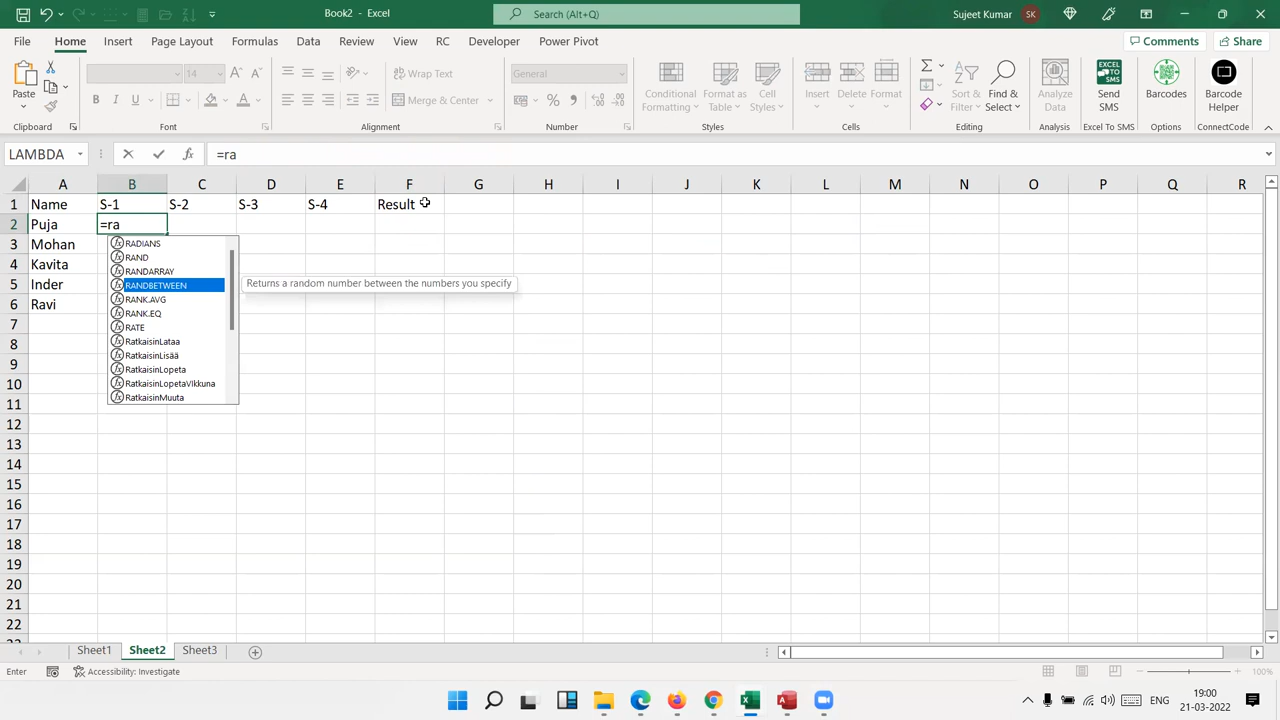 Book2 - Excel
Search (Alt+Q)
Sujeet Kumar
SK
File
Home
Insert
Page Layout
Formulas
Data
Review
View
RC
Developer
Power Pivot
Comments
Share
Paste
14
Wrap Text
General
Merge & Center
B I U
Conditional Formatting
Format as Table
Cell Styles
Insert
Delete
Format
Sort & Filter
Find & Select
Analyze Data
Send SMS
Barcodes
Barcode Helper
Clipboard
Font
Alignment
Number
Styles
Cells
Editing
Analysis
Excel To SMS
Options
ConnectCode
LAMBDA
=ra
A B C D E F G H I J K L M N O P Q R
1 Name S-1 S-2 S-3 S-4 Result
2 Puja =ra
3 Mohan
4 Kavita
5 Inder
6 Ravi
7
8
9
10
11
12
13
14
15
16
17
18
19
20
21
22
RADIANS
RAND
RANDARRAY
RANDBETWEEN
Returns a random number between the numbers you specify
RANK.AVG
RANK.EQ
RATE
RatkaisinLataa
RatkaisinLisää
RatkaisinLopeta
RatkaisinLopetaVIkkuna
RatkaisinMuuta
Sheet1
Sheet2
Sheet3
Enter
Accessibility: Investigate
100%
ENG
19:00
21-03-2022